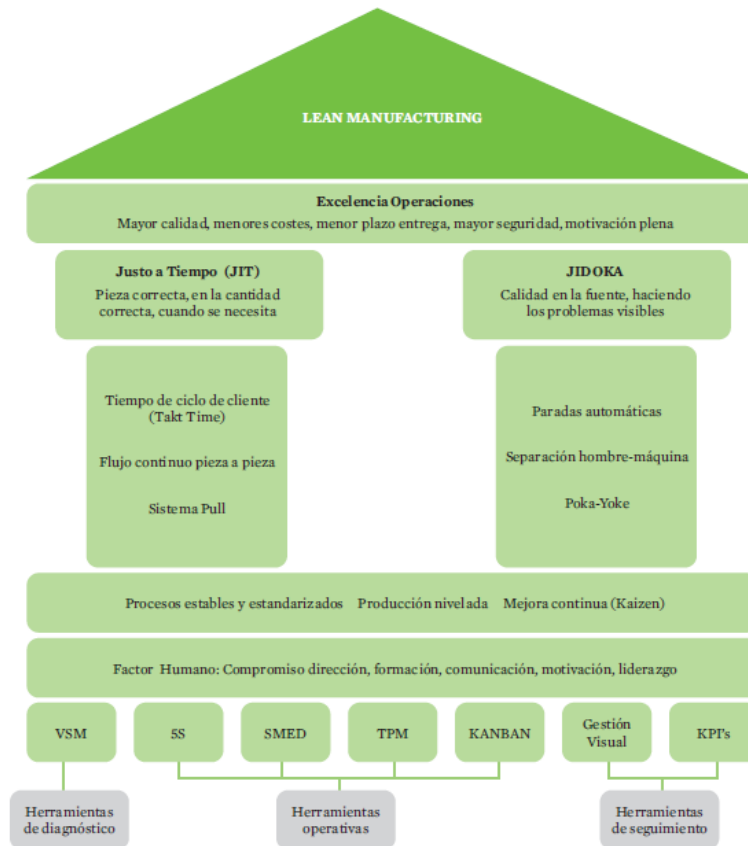 LEAN MANUFACTURING
Excelencia Operaciones
Mayor calidad, menores costes, menor plazo entrega, mayor seguridad, motivación plena
Justo a Tiempo (JIT)
Pieza correcta, en la cantidad
correcta, cuando se necesita
JIDOKA
Calidad en la fuente, haciendo
los problemas visibles
Tiempo de ciclo de cliente
(Takt Time)
Flujo continuo pieza a pieza
Sistema Pull
Paradas automáticas
Separación hombre-máquina
Poka-Yoke
Procesos estables y estandarizados Producción nivelada Mejora continua (Kaizen)
Factor Humano: Compromiso dirección, formación, comunicación, motivación, liderazgo
VSM
5S
SMED
TPM
KANBAN
Gestión
Visual
KPI's
Herramientas
de diagnóstico
Herramientas
operativas
Herramientas
de seguimiento